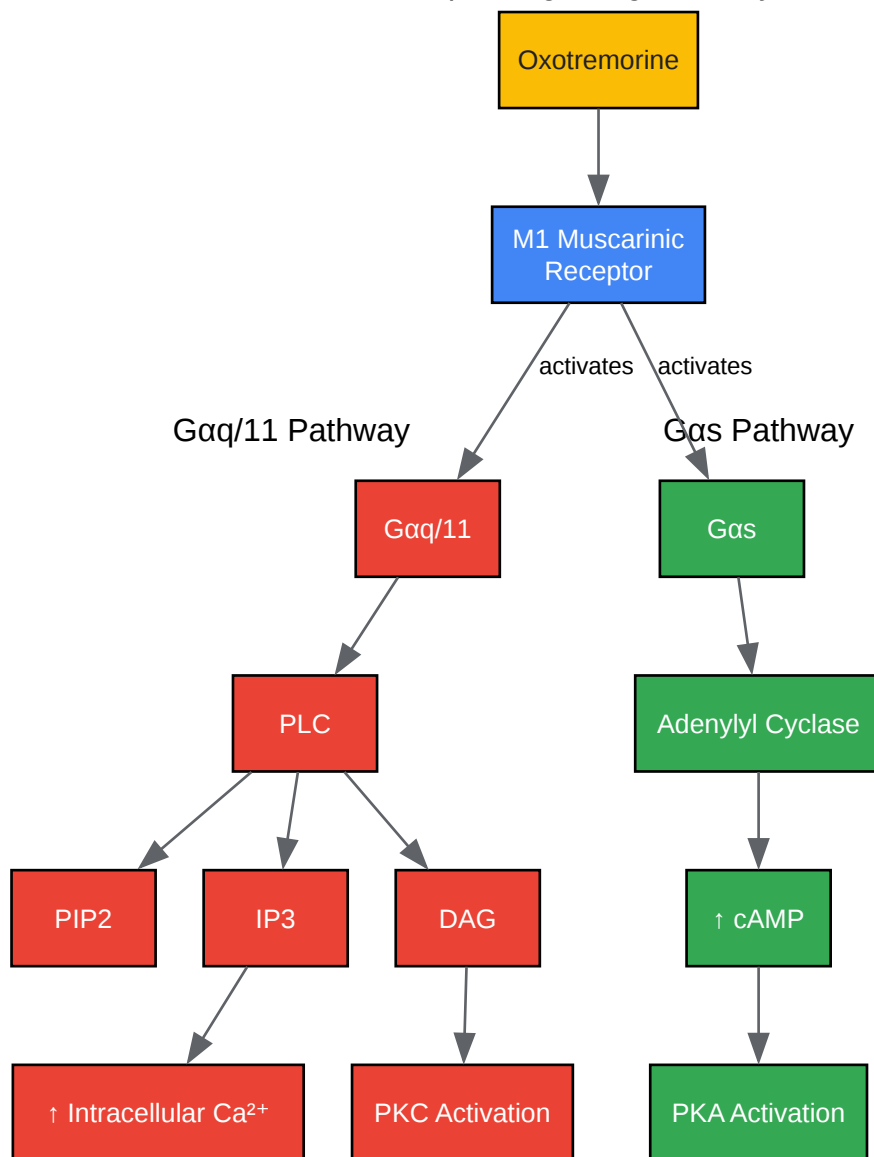 Oxotremorine
M1 Muscarinic
Receptor
activates
activates
Gαq/11 Pathway
Gαs Pathway
Gαq/11
Gαs
PLC
Adenylyl Cyclase
PIP2
IP3
DAG
↑ cAMP
↑ Intracellular Ca²⁺
PKC Activation
PKA Activation